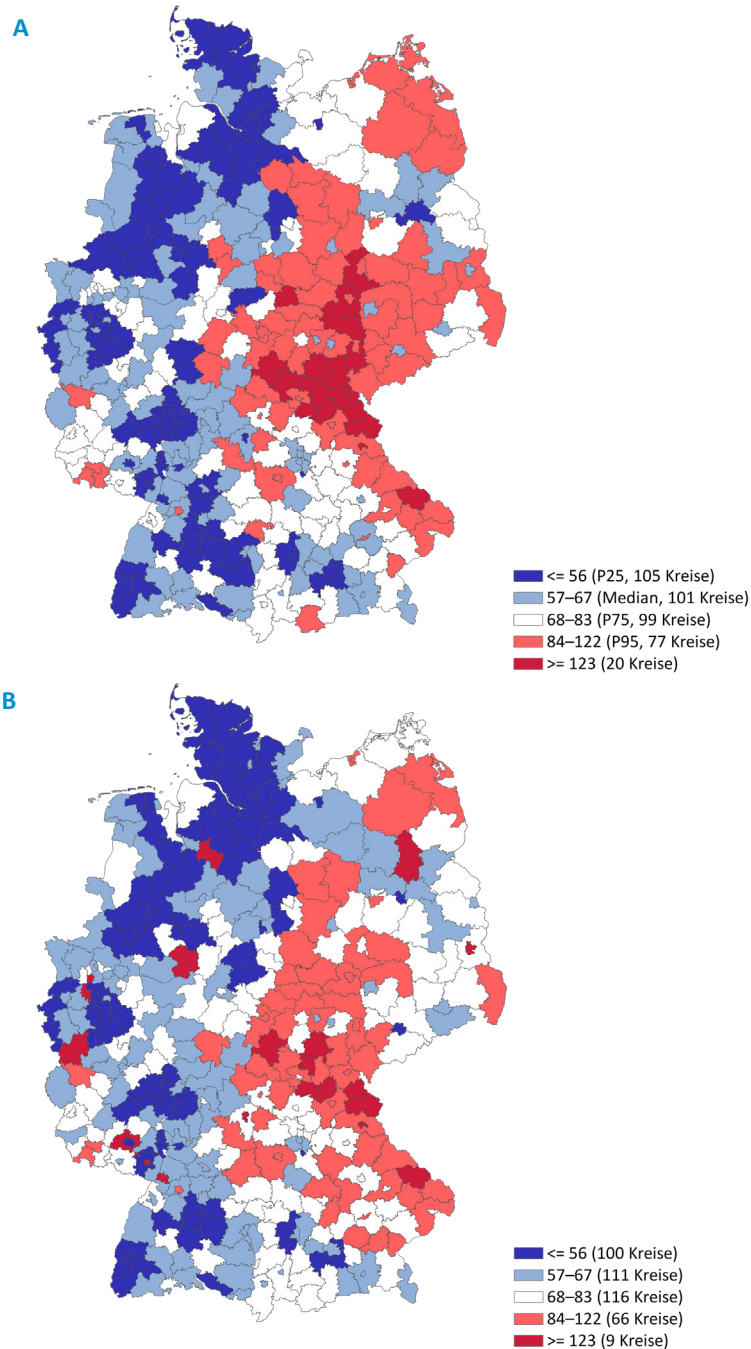 A
<= 56 (P25, 105 Kreise)
57–67 (Median, 101 Kreise)
68–83 (P75, 99 Kreise)
84–122 (P95, 77 Kreise)
>= 123 (20 Kreise)
B
<= 56 (100 Kreise)
57–67 (111 Kreise)
68–83 (116 Kreise)
84–122 (66 Kreise)
>= 123 (9 Kreise)